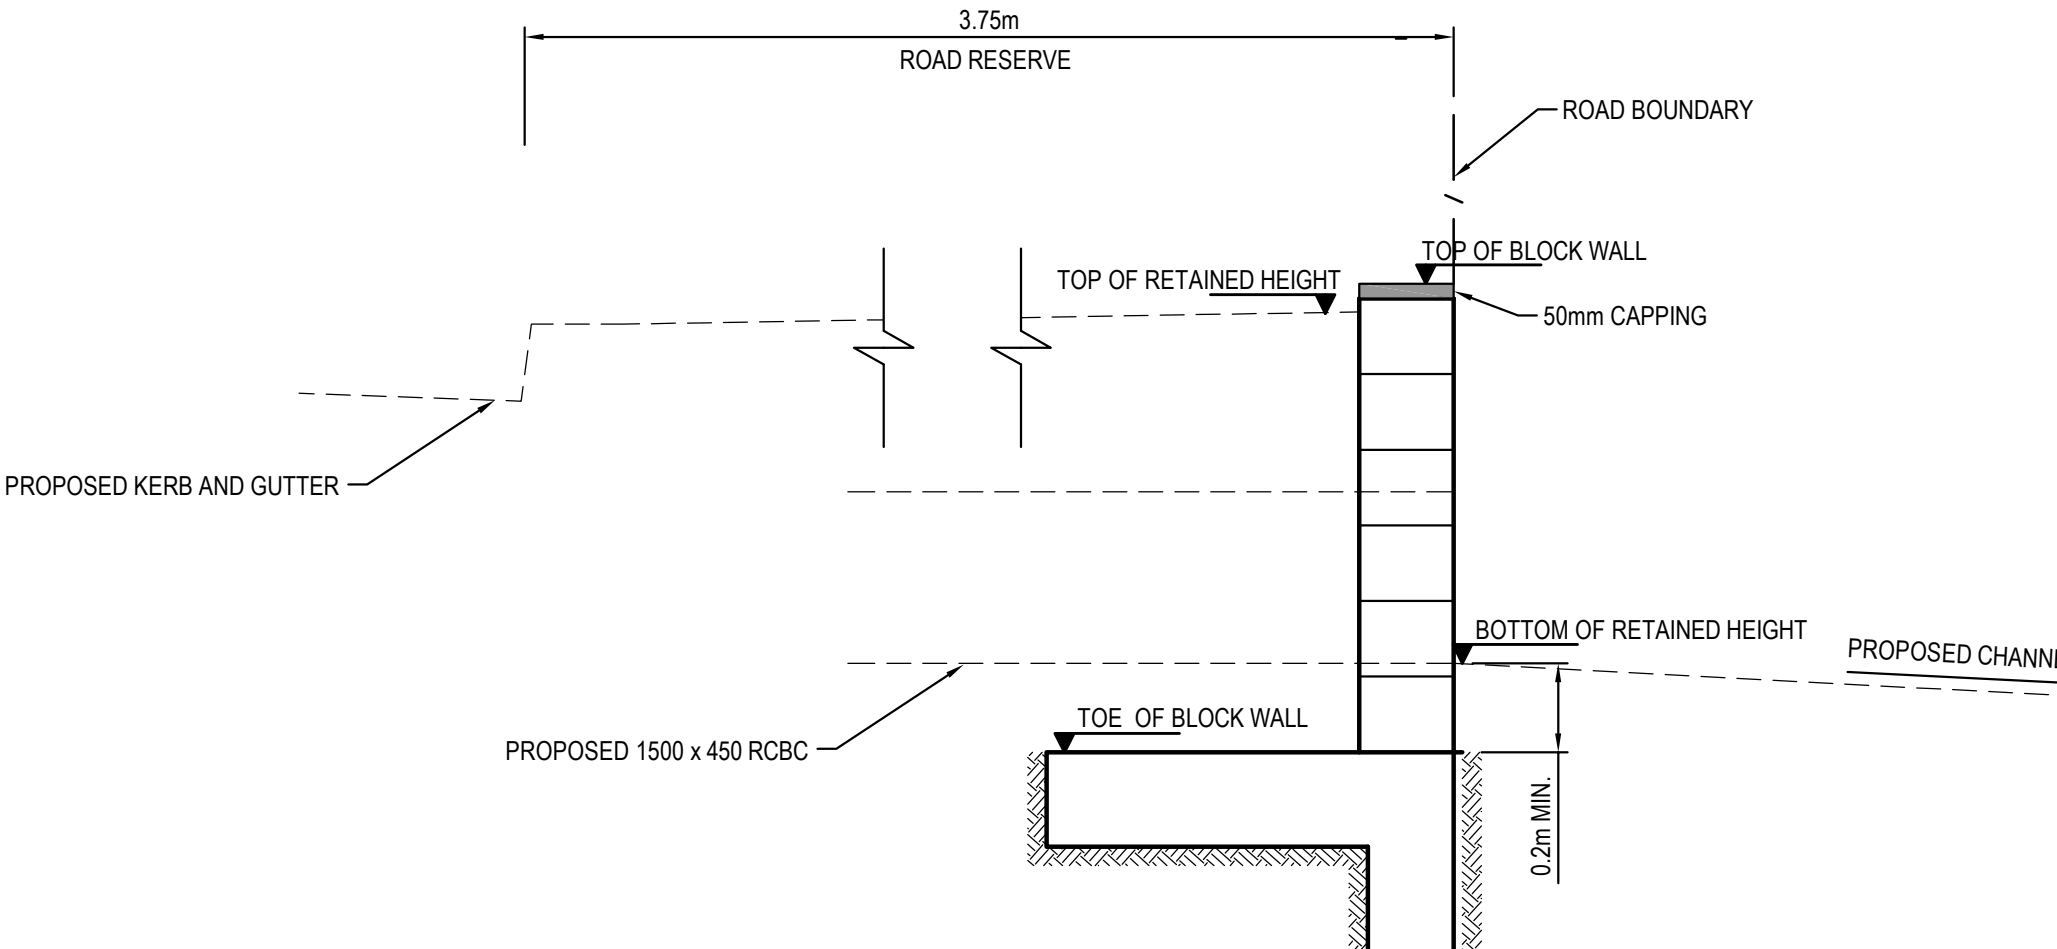 3.75m
ROAD RESERVE
ROAD BOUNDARY
TOP OF BLOCK WALL
TOP OF RETAINED HEIGHT
50mm CAPPING
PROPOSED KERB AND GUTTER
BOTTOM OF RETAINED HEIGHT
PROPOSED
TOE OF BLOCK WALL
PROPOSED 1500 x 450 RCBC
0.2m MIN.